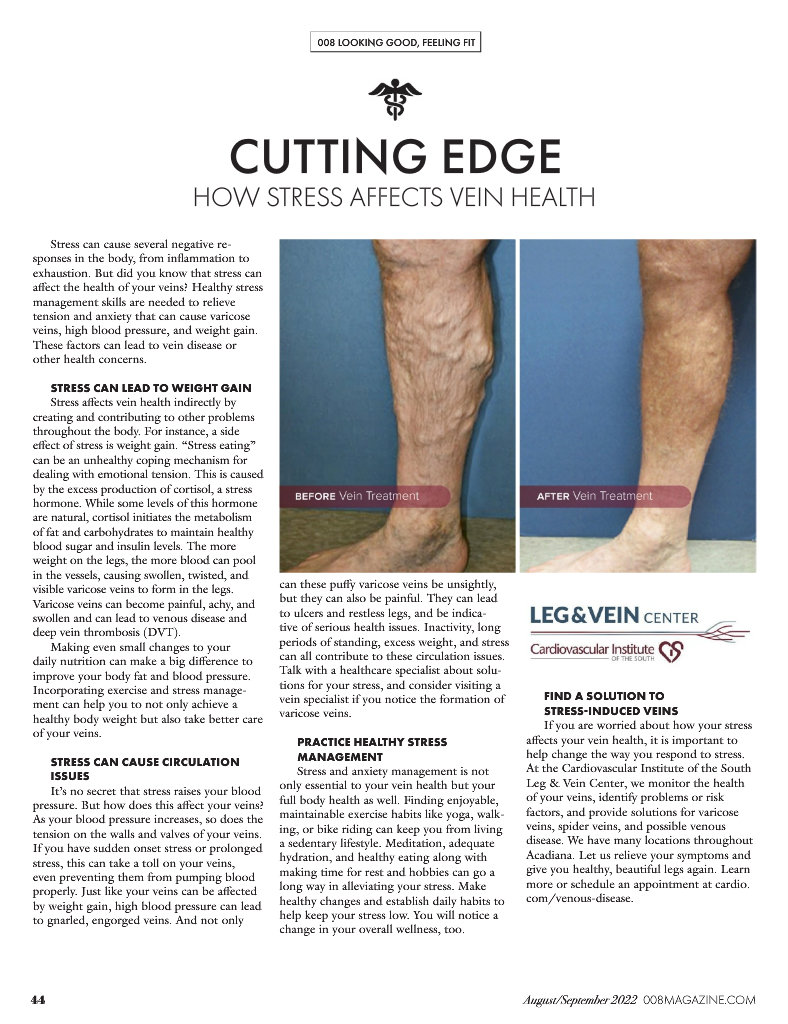 008 LOOKING GOOD, FEELING FIT
CUTTING EDGE
HOW STRESS AFFECTS VEIN HEALTH
Stress can cause several negative re-
sponses in the body, from inflammation to
exhaustion. But did you know that stress can
affect the health of your veins? Healthy stress
management skills are needed to relieve
tension and anxiety that can cause varicose
veins, high blood pressure, and weight gain.
These factors can lead to vein disease or
other health concerns.
STRESS CAN LEAD TO WEIGHT GAIN
Stress affects vein health indirectly by
creating and contributing to other problems
throughout the body. For instance, a side
effect of stress is weight gain. “Stress eating”
can be an unhealthy coping mechanism for
dealing with emotional tension. This is caused
by the excess production of cortisol, a stress
hormone. While some levels of this hormone
are natural, cortisol initiates the metabolism
of fat and carbohydrates to maintain healthy
blood sugar and insulin levels. The more
weight on the legs, the more blood can pool
in the vessels, causing swollen, twisted, and
visible varicose veins to form in the legs.
Varicose veins can become painful, achy, and
swollen and can lead to venous disease and
deep vein thrombosis (DVT).
Making even small changes to your
daily nutrition can make a big difference to
improve your body fat and blood pressure.
Incorporating exercise and stress manage-
ment can help you to not only achieve a
healthy body weight but also take better care
of your veins.
STRESS CAN CAUSE CIRCULATION
ISSUES
It’s no secret that stress raises your blood
pressure. But how does this affect your veins?
As your blood pressure increases, so does the
tension on the walls and valves of your veins.
If you have sudden onset stress or prolonged
stress, this can take a toll on your veins,
even preventing them from pumping blood
properly. Just like your veins can be affected
by weight gain, high blood pressure can lead
to gnarled, engorged veins. And not only
BEFORE Vein Treatment
AFTER Vein Treatment
can these puffy varicose veins be unsightly,
but they can also be painful. They can lead
to ulcers and restless legs, and be indica-
tive of serious health issues. Inactivity, long
periods of standing, excess weight, and stress
can all contribute to these circulation issues.
Talk with a healthcare specialist about solu-
tions for your stress, and consider visiting a
vein specialist if you notice the formation of
varicose veins.
PRACTICE HEALTHY STRESS
MANAGEMENT
Stress and anxiety management is not
only essential to your vein health but your
full body health as well. Finding enjoyable,
maintainable exercise habits like yoga, walk-
ing, or bike riding can keep you from living
a sedentary lifestyle. Meditation, adequate
hydration, and healthy eating along with
making time for rest and hobbies can go a
long way in alleviating your stress. Make
healthy changes and establish daily habits to
help keep your stress low. You will notice a
change in your overall wellness, too.
LEG & VEIN CENTER
Cardiovascular Institute
OF THE SOUTH
FIND A SOLUTION TO
STRESS-INDUCED VEINS
If you are worried about how your stress
affects your vein health, it is important to
help change the way you respond to stress.
At the Cardiovascular Institute of the South
Leg & Vein Center, we monitor the health
of your veins, identify problems or risk
factors, and provide solutions for varicose
veins, spider veins, and possible venous
disease. We have many locations throughout
Acadiana. Let us relieve your symptoms and
give you healthy, beautiful legs again. Learn
more or schedule an appointment at cardio.
com/venous-disease.
44
August/September 2022 008MAGAZINE.COM